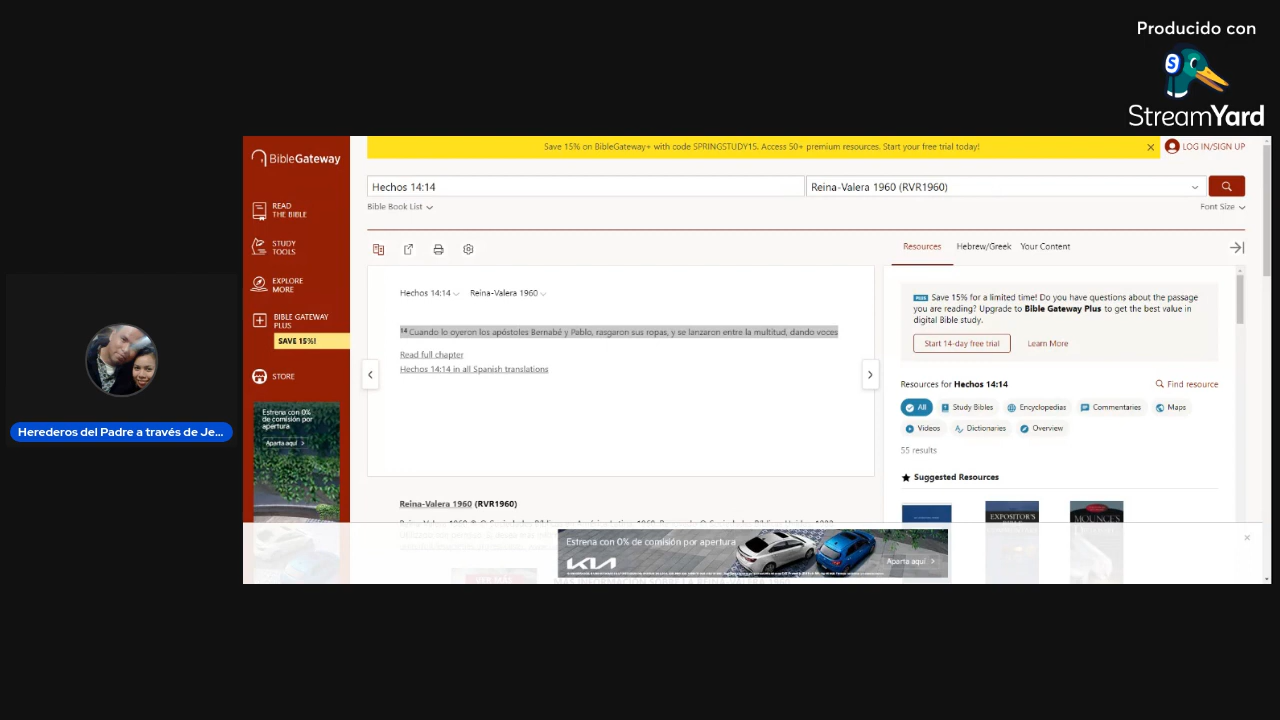 Producido con
StreamYard
BibleGateway
Save 15% on BibleGateway+ with code SPRINGSTUDY15. Access 50+ premium resources. Start your free trial today!
LOG IN/SIGN UP
Hechos 14:14
Reina-Valera 1960 (RVR1960)
Bible Book List
Font Size
READ
THE BIBLE
STUDY
TOOLS
EXPLORE
MORE
BIBLE GATEWAY
PLUS
SAVE 15%!
STORE
Estrena con 0%
de comisión por
apertura
Aparta aquí
Resources
Hebrew/Greek
Your Content
Hechos 14:14
Reina-Valera 1960
14 Cuando lo oyeron los apóstoles Bernabé y Pablo, rasgaron sus ropas, y se lanzaron entre la multitud, dando voces
Read full chapter
Hechos 14:14 in all Spanish translations
PLUS Save 15% for a limited time! Do you have questions about the passage
you are reading? Upgrade to Bible Gateway Plus to get the best value in
digital Bible study.
Start 14-day free trial
Learn More
Resources for Hechos 14:14
Find resource
All
Study Bibles
Encyclopedias
Commentaries
Maps
Videos
Dictionaries
Overview
55 results
Suggested Resources
EXPOSITOR'S
MOUNCE'S
Reina-Valera 1960 (RVR1960)
Estrena con 0% de comisión por apertura
KIA
Aparta aquí
Herederos del Padre a través de Je...